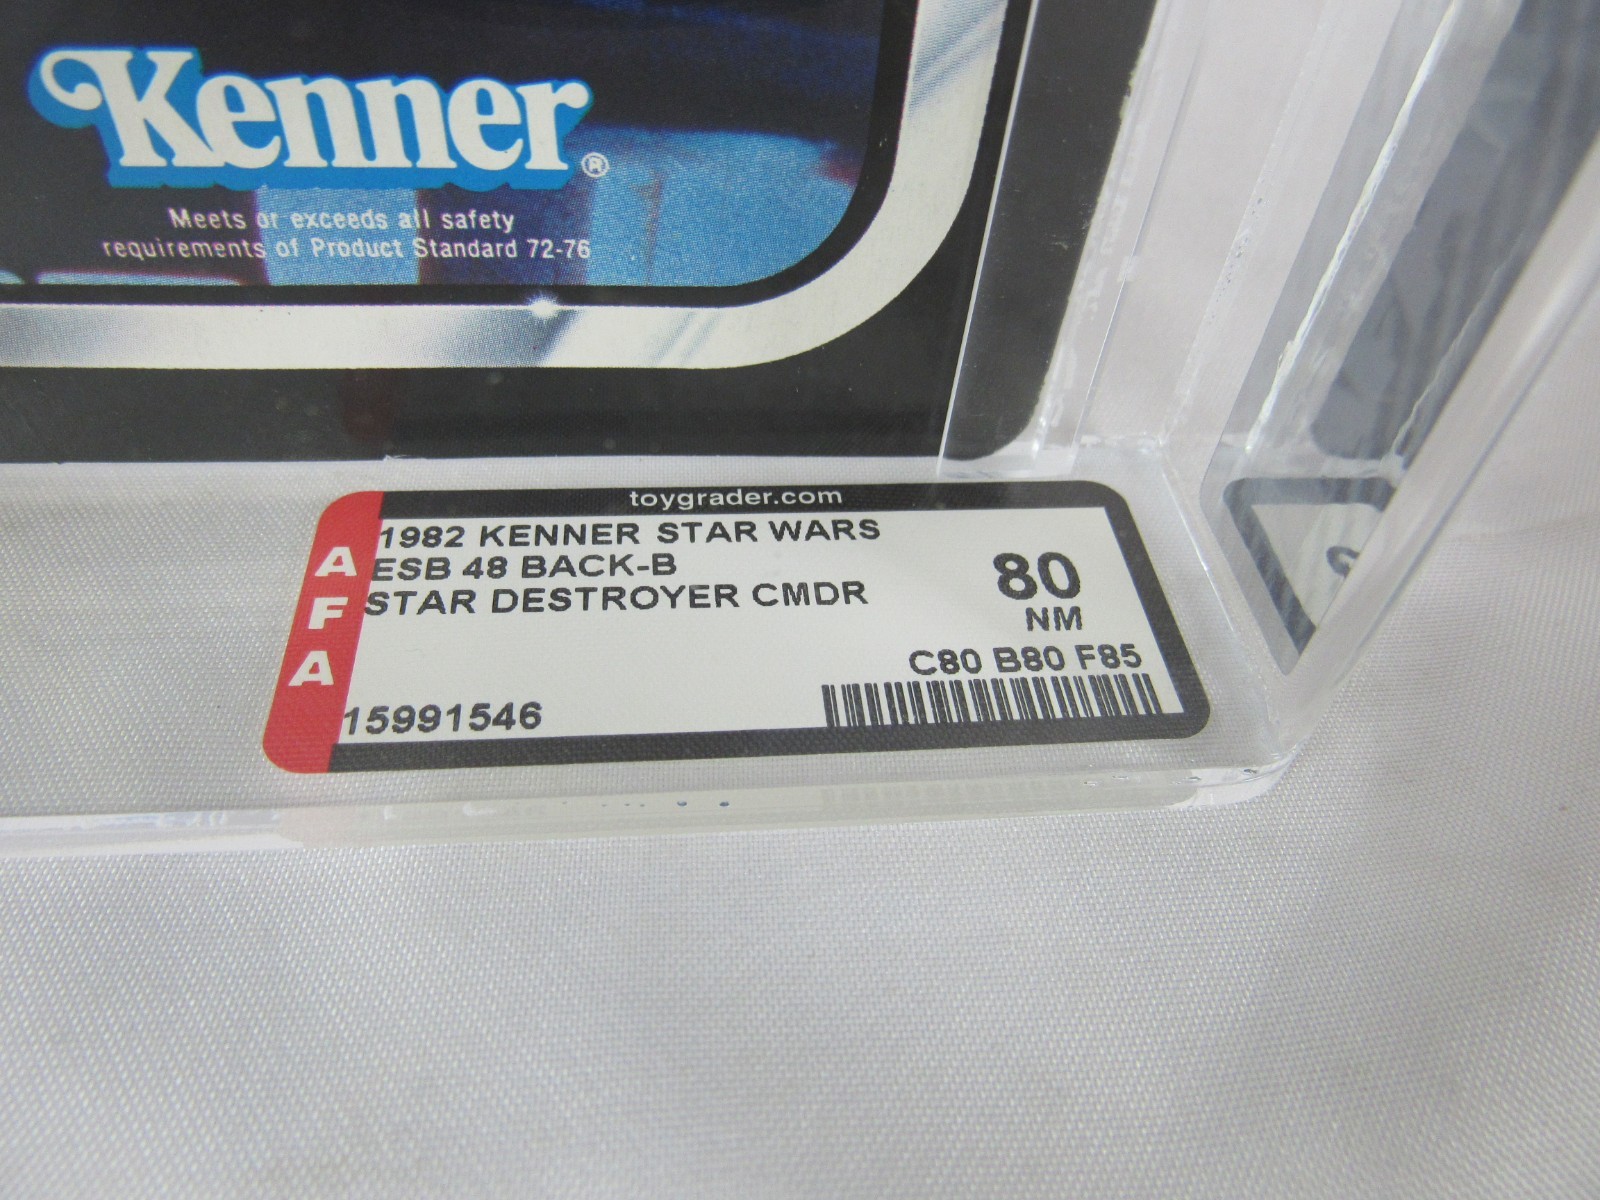 Kenner®
Meets or exceeds all safety
requirements of Product Standard 72-76
toygrader.com
AFA
1982 KENNER STAR WARS
ESB 48 BACK-B
STAR DESTROYER CMDR
80
NM
C80 B80 F85
15991546